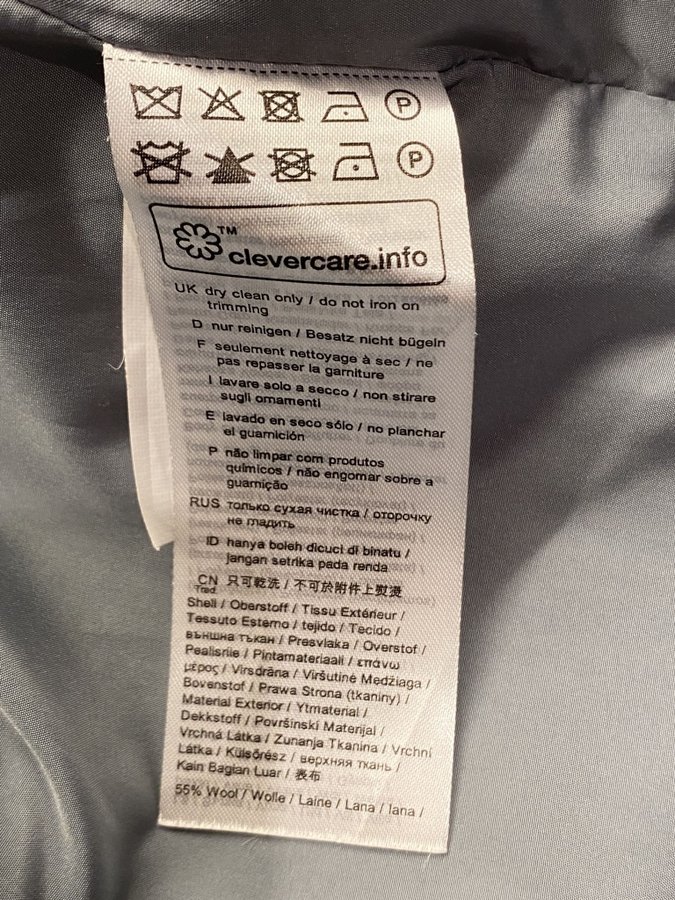 P
P
clevercare.info™
UK dry clean only / do not iron on
trimming
D nur reinigen / Besatz nicht bügeln
F seulement nettoyage à sec / ne
pas repasser la garniture
I lavare solo a secco / non stirare
sugli ornamenti
E lavado en seco sólo / no planchar
el guarnición
P não limpar com produtos
químicos / não engomar sobre a
guarnição
RUS только сухая чистка / оторочку
не гладить
ID hanya boleh dicuci di binatu /
jangan setrika pada renda
CN Trad. 只可乾洗 / 不可於附件上熨燙
Shell / Oberstoff / Tissu Extérieur /
Tessuto Esterno / tejido / Tecido /
външна тъкан / Presvlaka / Overstof /
Pealisriie / Pintamateriaali / επάνω
μέρος / Virsdrāna / Viršutinė Medžiaga /
Bovenstof / Prawa Strona (tkaniny) /
Material Exterior / Ytmaterial /
Dekkstoff / Površinski Materijal /
Vrchná Látka / Zunanja Tkanina / Vrchní
Látka / Külsőrész / верхняя ткань /
Kain Bagian Luar / 表布
55% Wool / Wolle / Laine / Lana / lana /